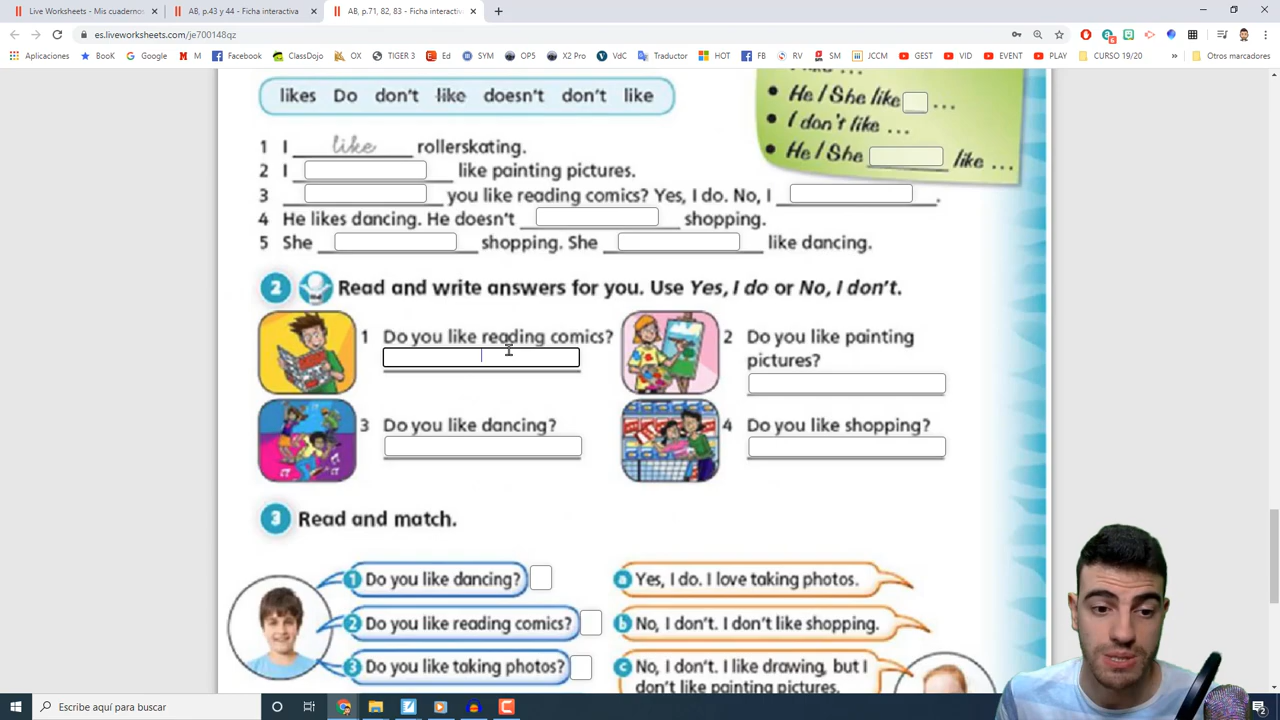 Live Worksheets - Mis cuadernos
AB, p.43 y 44 - Ficha interactiva
AB, p.71, 82, 83 - Ficha interactiv
es.liveworksheets.com/je700148qz
Aplicaciones BooK Google M Facebook ClassDojo OX TIGER Ed SYM OP5 X2 Pro VdC Traductor HOT FB RV SM JCCM GEST VID EVENT PLAY CURSO 19/20 » Otros marcadores
likes Do don't like doesn't don't like
• He / She like ...
• I don't like ...
• He / She like ...
1 I like rollerskating.
2 I like painting pictures.
3 you like reading comics? Yes, I do. No, I .
4 He likes dancing. He doesn't shopping.
5 She shopping. She like dancing.
2 Read and write answers for you. Use Yes, I do or No, I don't.
1 Do you like reading comics?
2 Do you like painting
pictures?
3 Do you like dancing?
4 Do you like shopping?
3 Read and match.
1 Do you like dancing?
2 Do you like reading comics?
3 Do you like taking photos?
a Yes, I do. I love taking photos.
b No, I don't. I don't like shopping.
c No, I don't. I like drawing, but I
don't like painting pictures.
Escribe aquí para buscar